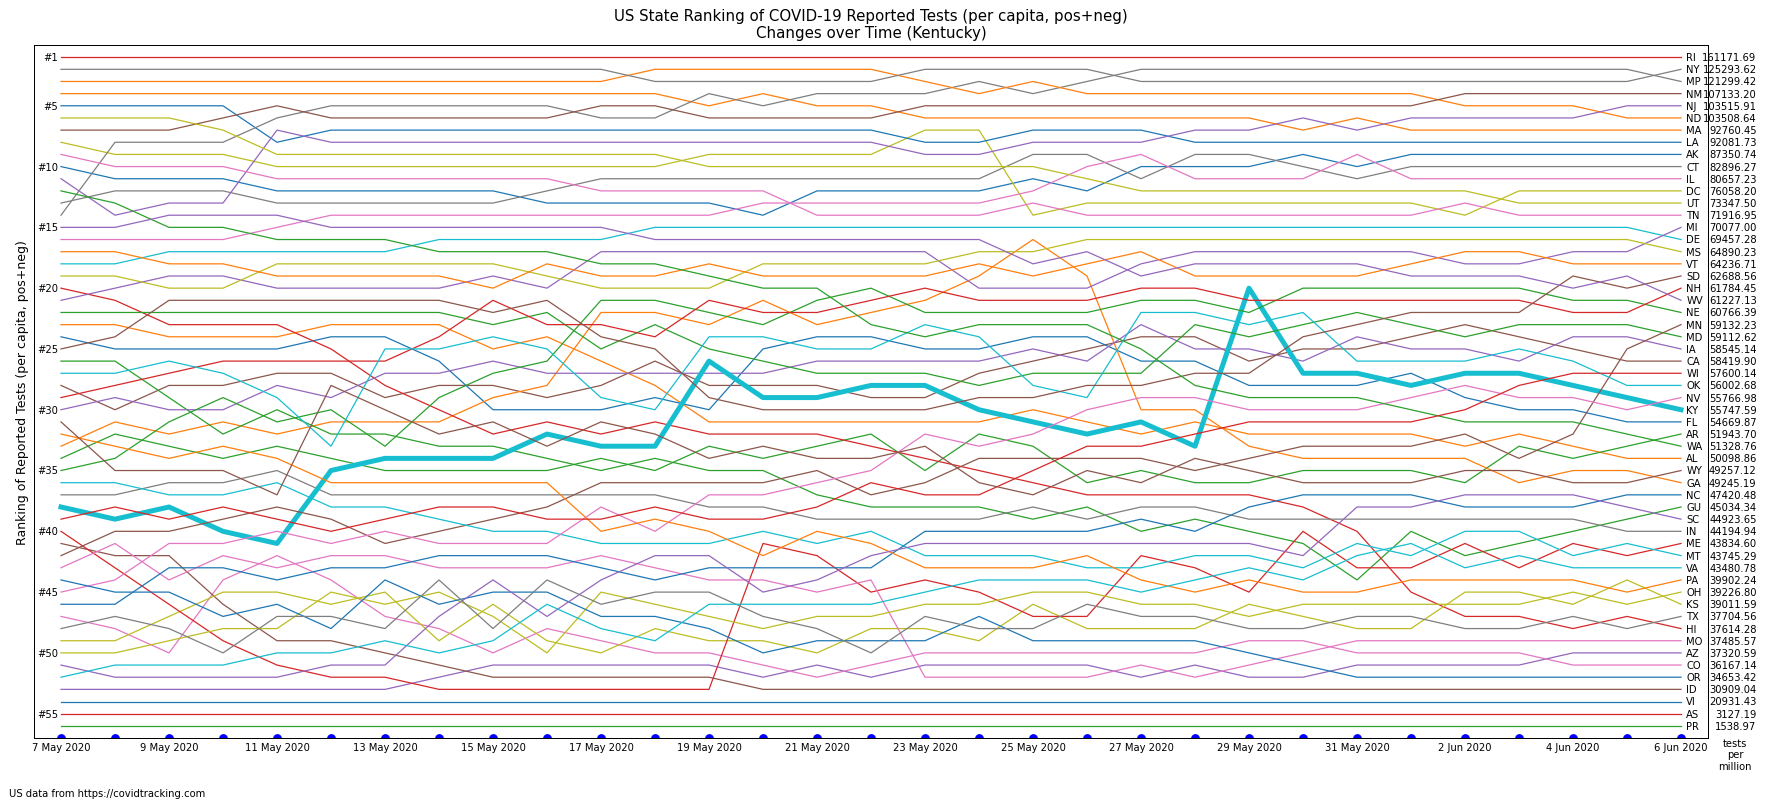 US State Ranking of COVID-19 Reported Tests (per capita, pos+neg)
Changes over Time (Kentucky)
Ranking of Reported Tests (per capita, pos+neg)
#1
#5
#10
#15
#20
#25
#30
#35
#40
#45
#50
#55
RI 161171.69
NY 125293.62
MP 121299.42
NM 107133.20
NJ 103515.91
ND 103508.64
MA 92760.45
LA 92081.73
AK 87350.74
CT 82896.27
IL 80657.23
DC 76058.20
UT 73347.50
TN 71916.95
MI 70077.00
DE 69457.28
MS 64890.23
VT 64236.71
SD 62688.56
NH 61784.45
WV 61227.13
NE 60766.39
MN 59132.23
MD 59112.62
IA 58545.14
CA 58419.90
WI 57600.14
OK 56002.68
NV 55766.98
KY 55747.59
FL 54669.87
AR 51943.70
WA 51328.76
AL 50098.86
WY 49257.12
GA 49245.19
NC 47420.48
GU 45034.34
SC 44923.65
IN 44194.94
ME 43834.60
MT 43745.29
VA 43480.78
PA 39902.24
OH 39226.80
KS 39011.59
TX 37704.56
HI 37614.28
MO 37485.57
AZ 37320.59
CO 36167.14
OR 34653.42
ID 30909.04
VI 20931.43
AS 3127.19
PR 1538.97
7 May 2020 9 May 2020 11 May 2020 13 May 2020 15 May 2020 17 May 2020 19 May 2020 21 May 2020 23 May 2020 25 May 2020 27 May 2020 29 May 2020 31 May 2020 2 Jun 2020 4 Jun 2020 6 Jun 2020
tests
per
million
US data from https://covidtracking.com